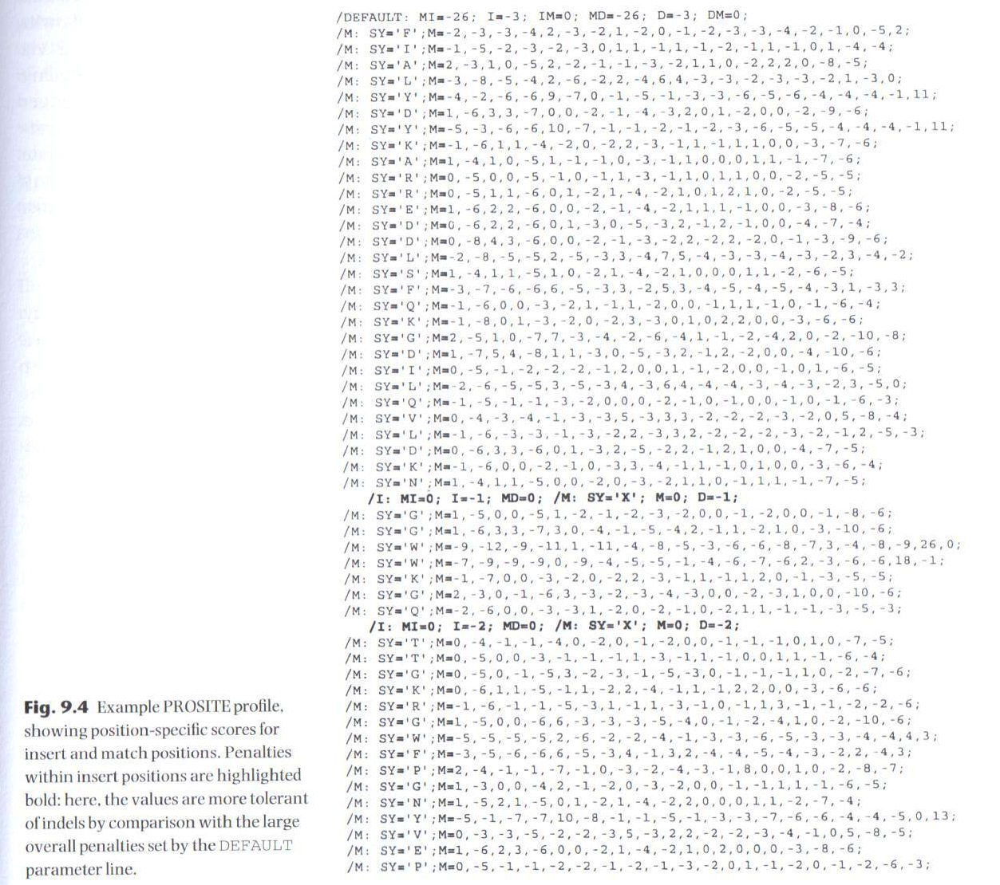 /DEFAULT: MI=-26; I=-3; IM=0; MD=-26; D=-3; DM=0;
/M: SY='F';M=-2,-3,-3,-4,2,-3,-2,1,-2,0,-1,-2,-3,-3,-4,-2,-1,0,-5,2;
/M: SY='I';M=-1,-5,-2,-3,-2,-3,0,1,1,-1,1,-1,-2,-1,1,-1,0,1,-4,-4;
/M: SY='A';M=2,-3,1,0,-5,2,-2,-1,-1,-3,-2,1,1,0,-2,2,2,0,-8,-5;
/M: SY='L';M=-3,-8,-5,-4,2,-6,-2,2,-4,6,4,-3,-3,-2,-3,-3,-2,1,-3,0;
/M: SY='Y';M=-4,-2,-6,-6,9,-7,0,-1,-5,-1,-3,-3,-6,-5,-6,-4,-4,-4,-1,11;
/M: SY='D';M=1,-6,3,3,-7,0,0,-2,-1,-4,-3,2,0,1,-2,0,0,-2,-9,-6;
/M: SY='Y';M=-5,-3,-6,-6,10,-7,-1,-1,-2,-1,-2,-3,-6,-5,-5,-4,-4,-4,-1,11;
/M: SY='K';M=-1,-6,1,1,-4,-2,0,-2,2,-3,-1,1,-1,1,1,0,0,-3,-7,-6;
/M: SY='A';M=1,-4,1,0,-5,1,-1,-1,0,-3,-1,1,0,0,0,1,1,-1,-7,-6;
/M: SY='R';M=0,-5,0,0,-5,-1,0,-1,1,-3,-1,1,0,1,1,0,0,-2,-5,-5;
/M: SY='R';M=0,-5,1,1,-6,0,1,-2,1,-4,-2,1,0,1,2,1,0,-2,-5,-5;
/M: SY='E';M=1,-6,2,2,-6,0,0,-2,-1,-4,-2,1,1,1,-1,0,0,-3,-8,-6;
/M: SY='D';M=0,-6,2,2,-6,0,1,-3,0,-5,-3,2,-1,2,-1,0,0,-4,-7,-4;
/M: SY='D';M=0,-8,4,3,-6,0,0,-2,-1,-3,-2,2,-2,2,-2,0,-1,-3,-9,-6;
/M: SY='L';M=-2,-8,-5,-5,2,-5,-3,3,-4,7,5,-4,-3,-3,-4,-3,-2,3,-4,-2;
/M: SY='S';M=1,-4,1,1,-5,1,0,-2,1,-4,-2,1,0,0,0,1,1,-2,-6,-5;
/M: SY='F';M=-3,-7,-6,-6,6,-5,-3,3,-2,5,3,-4,-5,-4,-5,-4,-3,1,-3,3;
/M: SY='Q';M=-1,-6,0,0,-3,-2,1,-1,1,-2,0,0,-1,1,1,-1,0,-1,-6,-4;
/M: SY='K';M=-1,-8,0,1,-3,-2,0,-2,3,-3,0,1,0,2,2,0,0,-3,-6,-6;
/M: SY='G';M=2,-5,1,0,-7,7,-3,-4,-2,-6,-4,1,-1,-2,-4,2,0,-2,-10,-8;
/M: SY='D';M=1,-7,5,4,-8,1,1,-3,0,-5,-3,2,-1,2,-2,0,0,-4,-10,-6;
/M: SY='I';M=0,-5,-1,-2,-2,-2,-1,2,0,0,1,-1,-2,0,0,-1,0,1,-6,-5;
/M: SY='L';M=-2,-6,-5,-5,3,-5,-3,4,-3,6,4,-4,-4,-3,-4,-3,-2,3,-5,0;
/M: SY='Q';M=-1,-5,-1,-1,-3,-2,0,0,0,-2,-1,0,-1,0,0,-1,0,-1,-6,-3;
/M: SY='V';M=0,-4,-3,-4,-1,-3,-3,5,-3,3,3,-2,-2,-2,-3,-2,0,5,-8,-4;
/M: SY='L';M=-1,-6,-3,-3,-1,-3,-2,2,-3,3,2,-2,-2,-2,-3,-2,-1,2,-5,-3;
/M: SY='D';M=0,-6,3,3,-6,0,1,-3,2,-5,-2,2,-1,2,1,0,0,-4,-7,-5;
/M: SY='K';M=-1,-6,0,0,-2,-1,0,-3,3,-4,-1,1,-1,0,1,0,0,-3,-6,-4;
/M: SY='N';M=1,-4,1,1,-5,0,0,-2,0,-3,-2,1,1,0,-1,1,1,-1,-7,-5;
/I: MI=0; I=-1; MD=0; /M: SY='X'; M=0; D=-1;
/M: SY='G';M=1,-5,0,0,-5,1,-2,-1,-2,-3,-2,0,0,-1,-2,0,0,-1,-8,-6;
/M: SY='G';M=1,-6,3,3,-7,3,0,-4,-1,-5,-4,2,-1,1,-2,1,0,-3,-10,-6;
/M: SY='W';M=-9,-12,-9,-11,1,-11,-4,-8,-5,-3,-6,-6,-8,-7,3,-4,-8,-9,26,0;
/M: SY='W';M=-7,-9,-9,-9,0,-9,-4,-5,-5,-1,-4,-6,-7,-6,2,-3,-6,-6,18,-1;
/M: SY='K';M=-1,-7,0,0,-3,-2,0,-2,2,-3,-1,1,-1,1,2,0,-1,-3,-5,-5;
/M: SY='G';M=2,-3,0,-1,-6,3,-3,-2,-3,-4,-3,0,0,-2,-3,1,0,0,-10,-6;
/M: SY='Q';M=-2,-6,0,0,-3,-3,1,-2,0,-2,-1,0,-2,1,1,-1,-1,-3,-5,-3;
/I: MI=0; I=-2; MD=0; /M: SY='X'; M=0; D=-2;
/M: SY='T';M=0,-4,-1,-1,-4,0,-2,0,-1,-2,0,0,-1,-1,-1,0,1,0,-7,-5;
/M: SY='T';M=0,-5,0,0,-3,-1,-1,-1,1,-3,-1,1,-1,0,0,1,1,-1,-6,-4;
/M: SY='G';M=0,-5,0,-1,-5,3,-2,-3,-1,-5,-3,0,-1,-1,-1,1,0,-2,-7,-6;
/M: SY='K';M=0,-6,1,1,-5,-1,1,-2,2,-4,-1,1,-1,2,2,0,0,-3,-6,-6;
/M: SY='R';M=-1,-6,-1,-1,-5,-3,1,-1,1,-3,-1,0,-1,1,3,-1,-1,-2,-2,-6;
/M: SY='G';M=1,-5,0,0,-6,6,-3,-3,-3,-5,-4,0,-1,-2,-4,1,0,-2,-10,-6;
/M: SY='W';M=-5,-5,-5,-5,2,-6,-2,-2,-4,-1,-3,-3,-6,-5,-3,-3,-4,-4,4,3;
/M: SY='F';M=-3,-5,-6,-6,6,-5,-3,4,-1,3,2,-4,-4,-5,-4,-3,-2,2,-4,3;
/M: SY='P';M=2,-4,-1,-1,-7,-1,0,-3,-2,-4,-3,-1,8,0,0,1,0,-2,-8,-7;
/M: SY='G';M=1,-3,0,0,-4,2,-1,-2,0,-3,-2,0,0,-1,-1,1,1,-1,-6,-5;
/M: SY='N';M=1,-5,2,1,-5,0,1,-2,1,-4,-2,2,0,0,0,1,1,-2,-7,-4;
/M: SY='Y';M=-5,-1,-7,-7,10,-8,-1,-1,-5,-1,-3,-3,-7,-6,-6,-4,-4,-5,0,13;
/M: SY='V';M=0,-3,-3,-5,-2,-2,-3,5,-3,2,2,-2,-2,-3,-4,-1,0,5,-8,-5;
/M: SY='E';M=1,-6,2,3,-6,0,0,-2,1,-4,-2,1,0,2,0,0,0,-3,-8,-6;
/M: SY='P';M=0,-5,-1,-1,-2,-2,-1,-2,-1,-3,-2,0,1,-1,-2,0,-1,-2,-6,-3;
Fig. 9.4 Example PROSITE profile,
showing position-specific scores for
insert and match positions. Penalties
within insert positions are highlighted
bold: here, the values are more tolerant
of indels by comparison with the large
overall penalties set by the DEFAULT
parameter line.